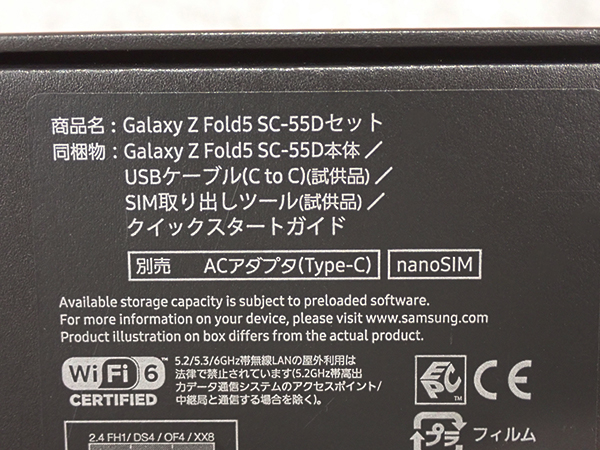 商品名：Galaxy Z Fold5 SC-55Dセット
同梱物：Galaxy Z Fold5 SC-55D本体／
USBケーブル(C to C)(試供品)／
SIM取り出しツール(試供品)／
クイックスタートガイド
別売 ACアダプタ(Type-C) nanoSIM
Available storage capacity is subject to preloaded software.
For more information on your device, please visit www.samsung.com
Product illustration on box differs from the actual product.
Wi Fi 6™
CERTIFIED
5.2/5.3/6GHz帯無線LANの屋外利用は
法律で禁止されています(5.2GHz帯高出
力データ通信システムのアクセスポイント/
中継局と通信する場合を除く)。
CE
プラ フィルム
2.4 FH1/ DS4 / OF4 / XX8